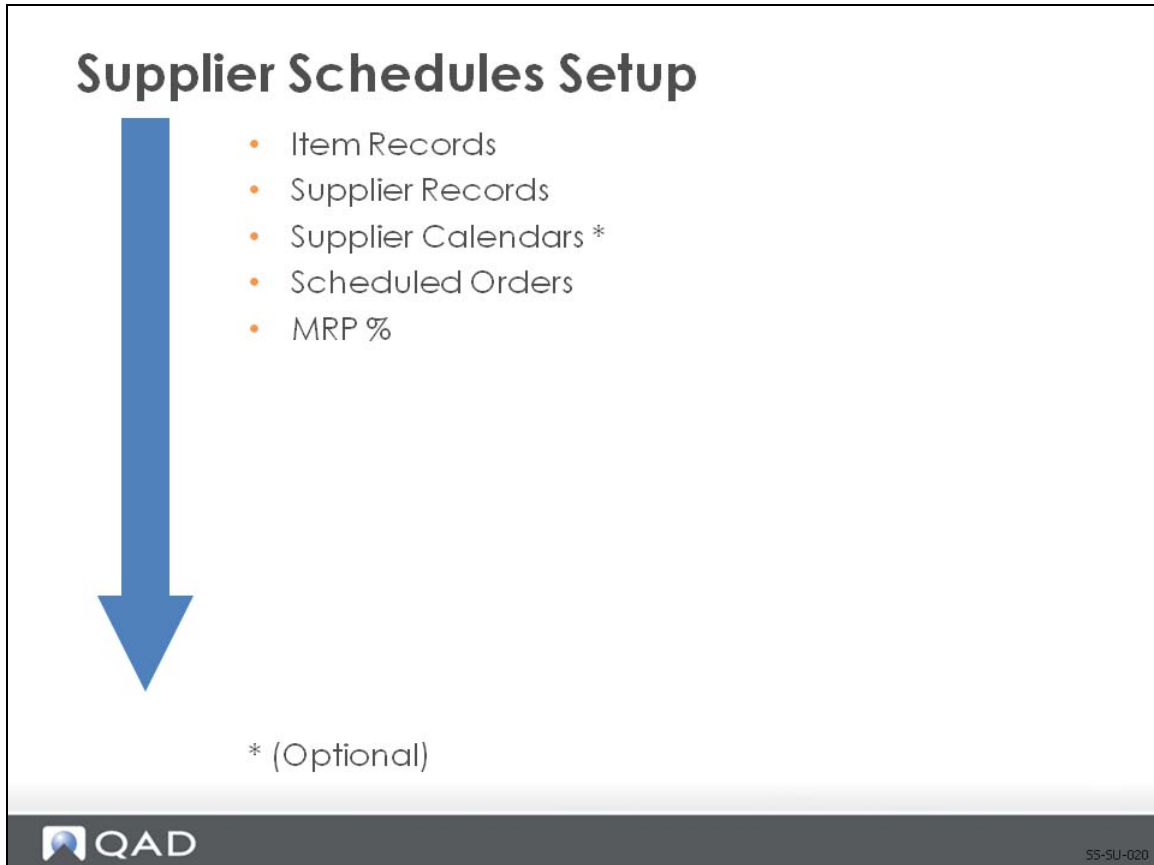 Supplier Schedules Setup
• Item Records
• Supplier Records
• Supplier Calendars *
• Scheduled Orders
• MRP %
* (Optional)
QAD
SS-SU-020